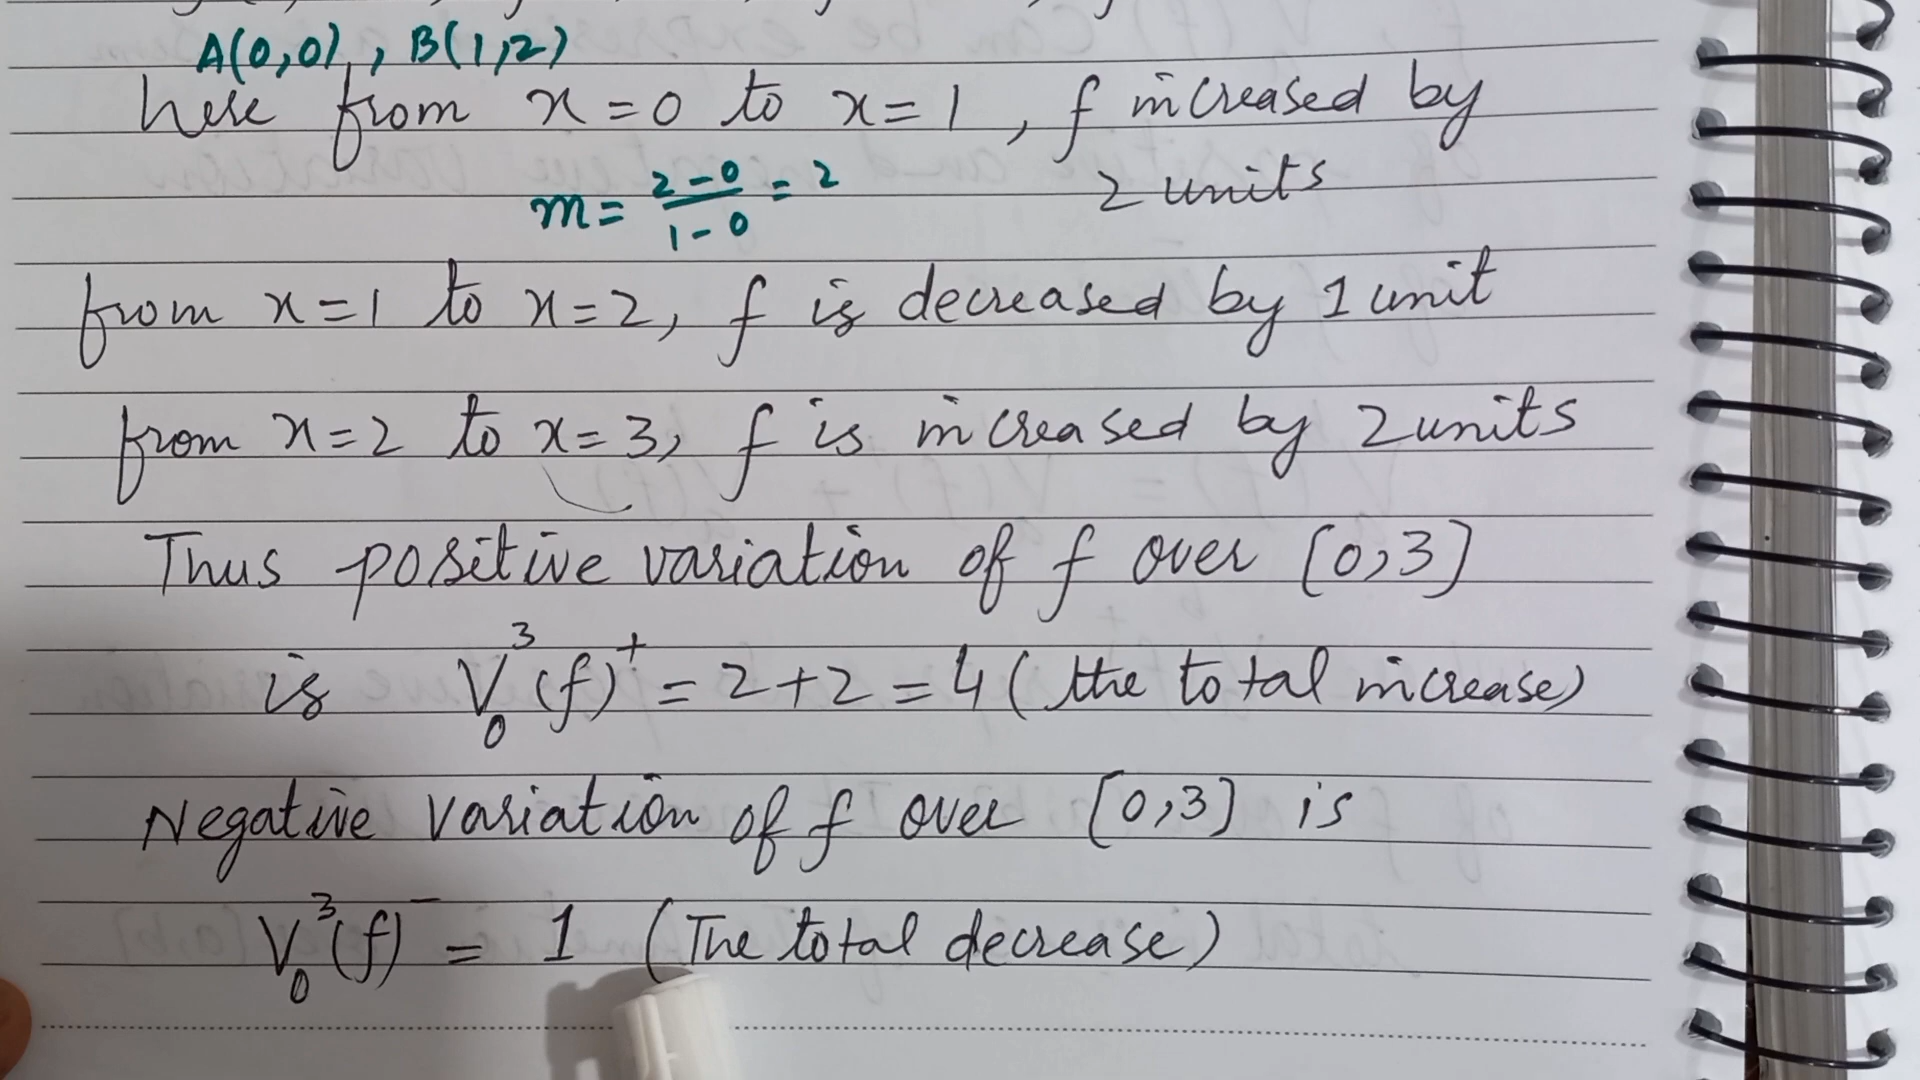 A(0,0), B(1,2)
here from x=0 to x=1, f increased by
2 units
m = 2-0/1-0 = 2
from x=1 to x=2, f is decreased by 1 unit
from x=2 to x=3, f is increased by 2 units
Thus positive variation of f over [0,3]
is V₀³(f)⁺ = 2+2 = 4 (the total increase)
Negative variation of f over [0,3] is
V₀³(f)⁻ = 1 (The total decrease)